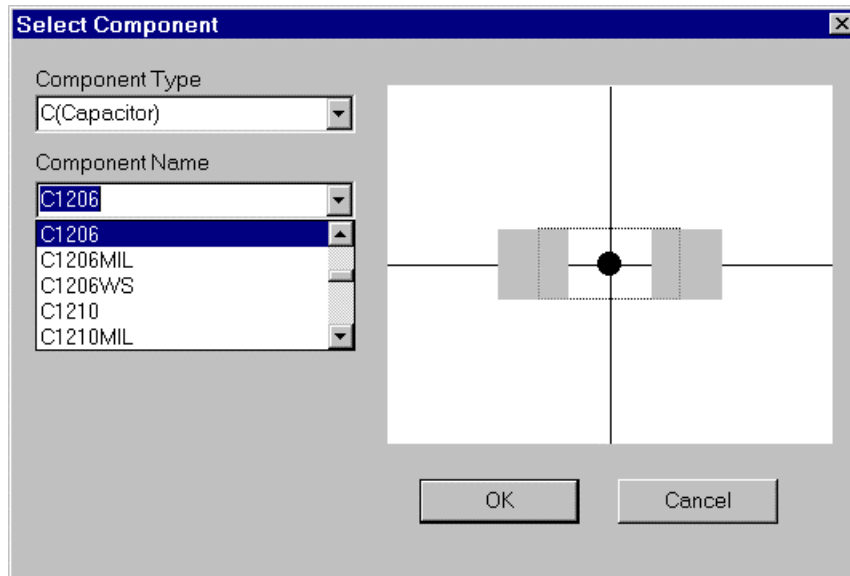 Select Component
Component Type
C(Capacitor)
Component Name
C1206
C1206
C1206MIL
C1206WS
C1210
C1210MIL
OK Cancel